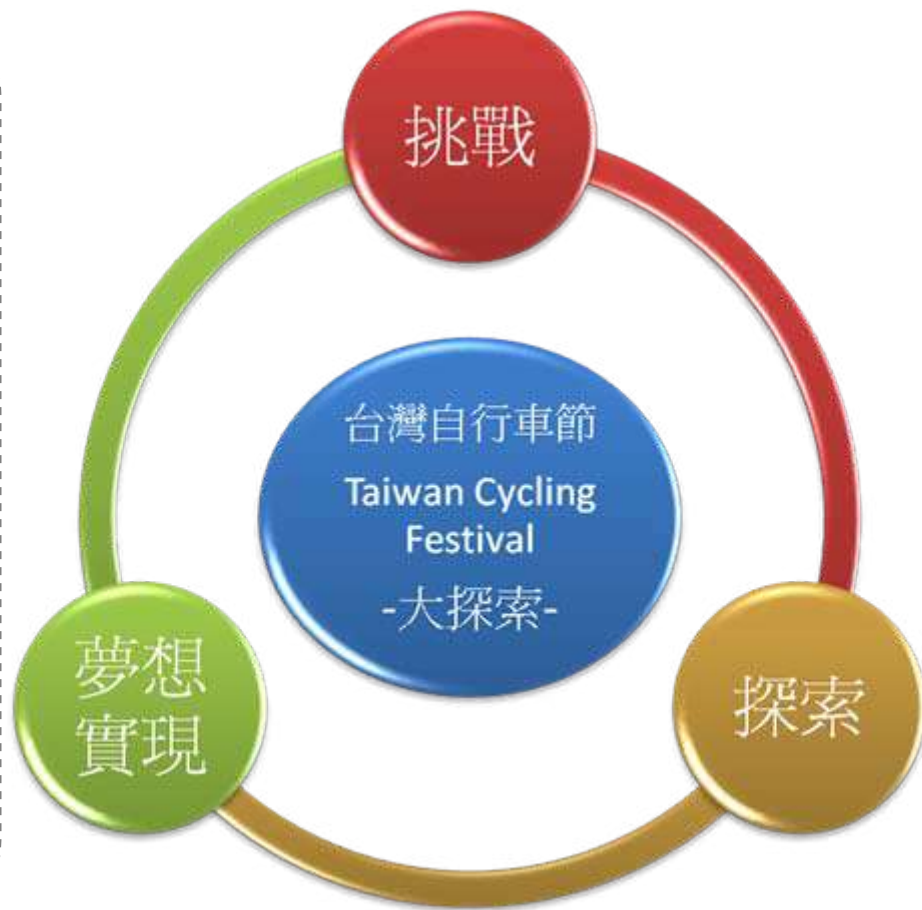 挑戰
台灣自行車節
Taiwan Cycling
Festival
-大探索-
夢想
實現
探索